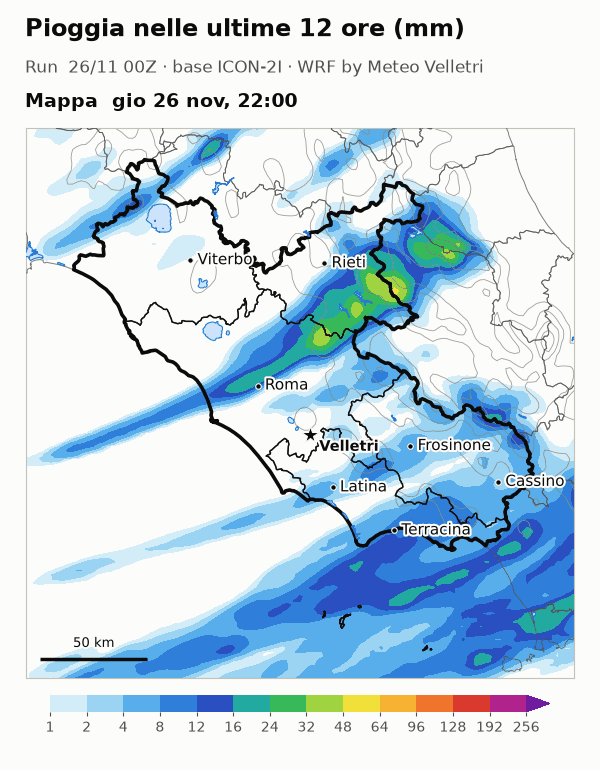 Pioggia nelle ultime 12 ore (mm)
Run  26/11 00Z · base ICON-2I · WRF by Meteo Velletri
Mappa  gio 26 nov, 22:00
Viterbo
Rieti
Roma
Velletri
Frosinone
Cassino
Latina
Terracina
50 km
1 2 4 8 12 16 24 32 48 64 96 128 192 256